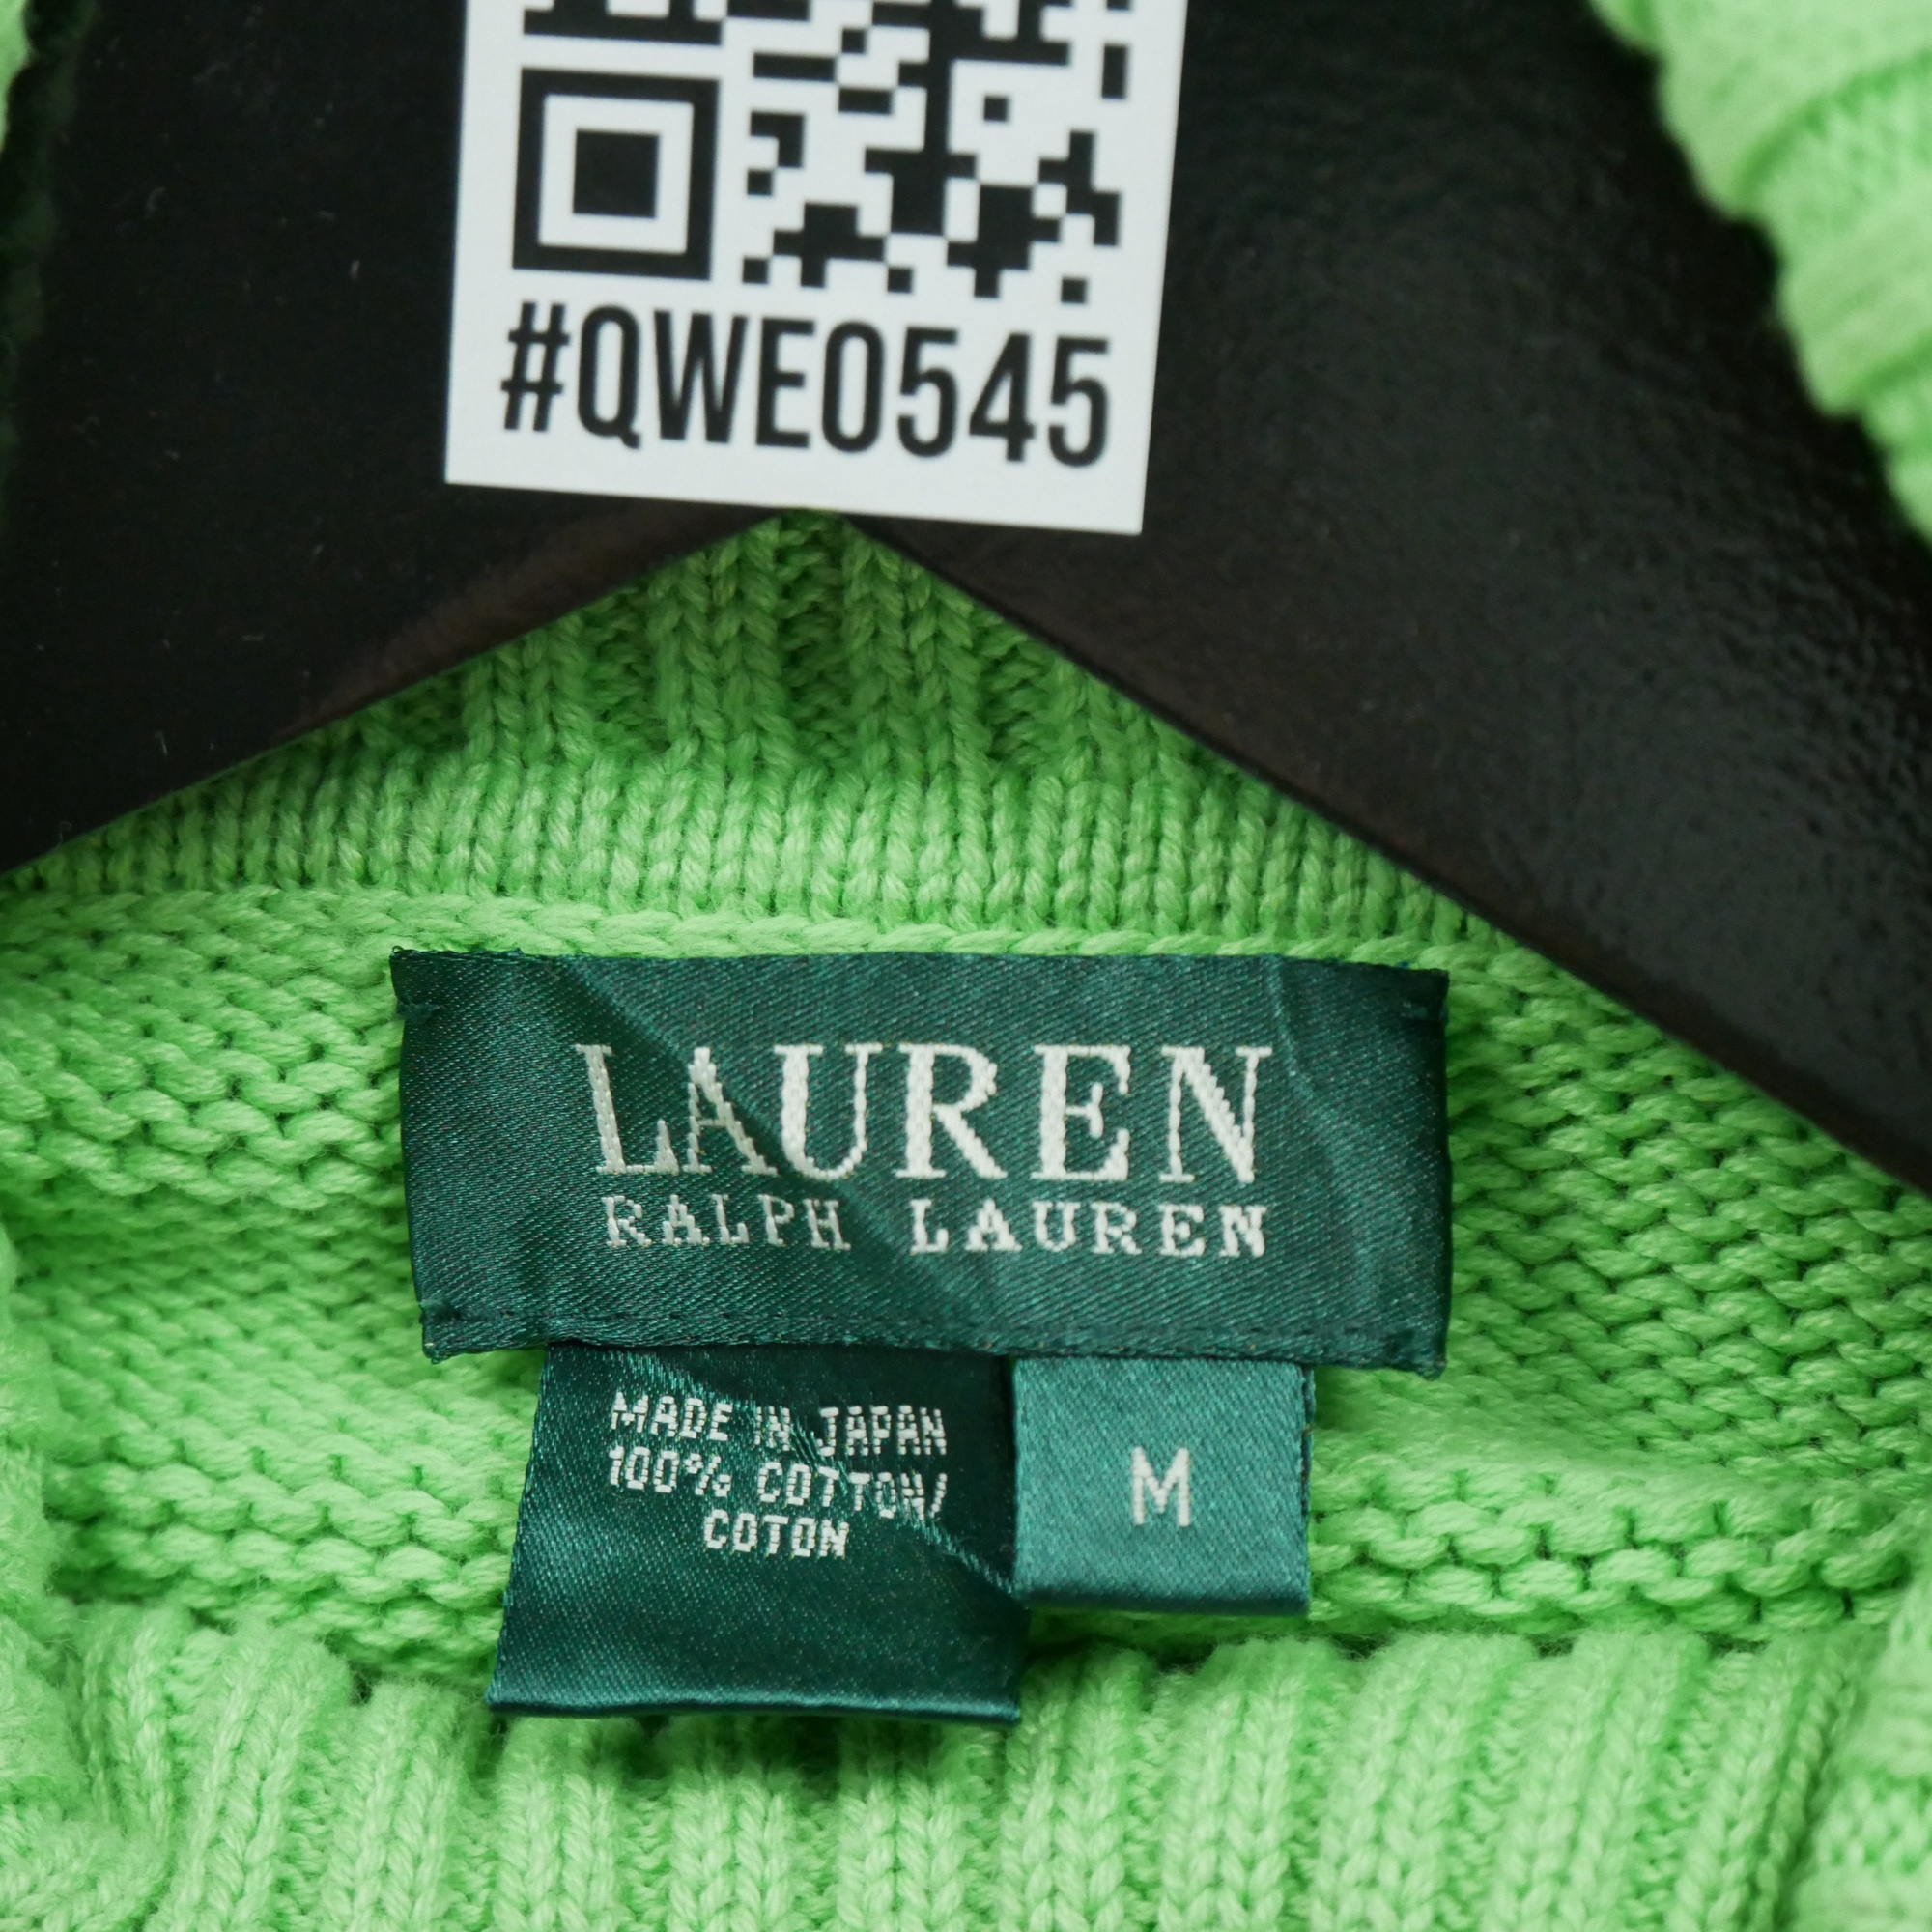 #QWE0545
LAUREN
RALPH LAUREN
MADE IN JAPAN
100% COTTON/
COTON
M